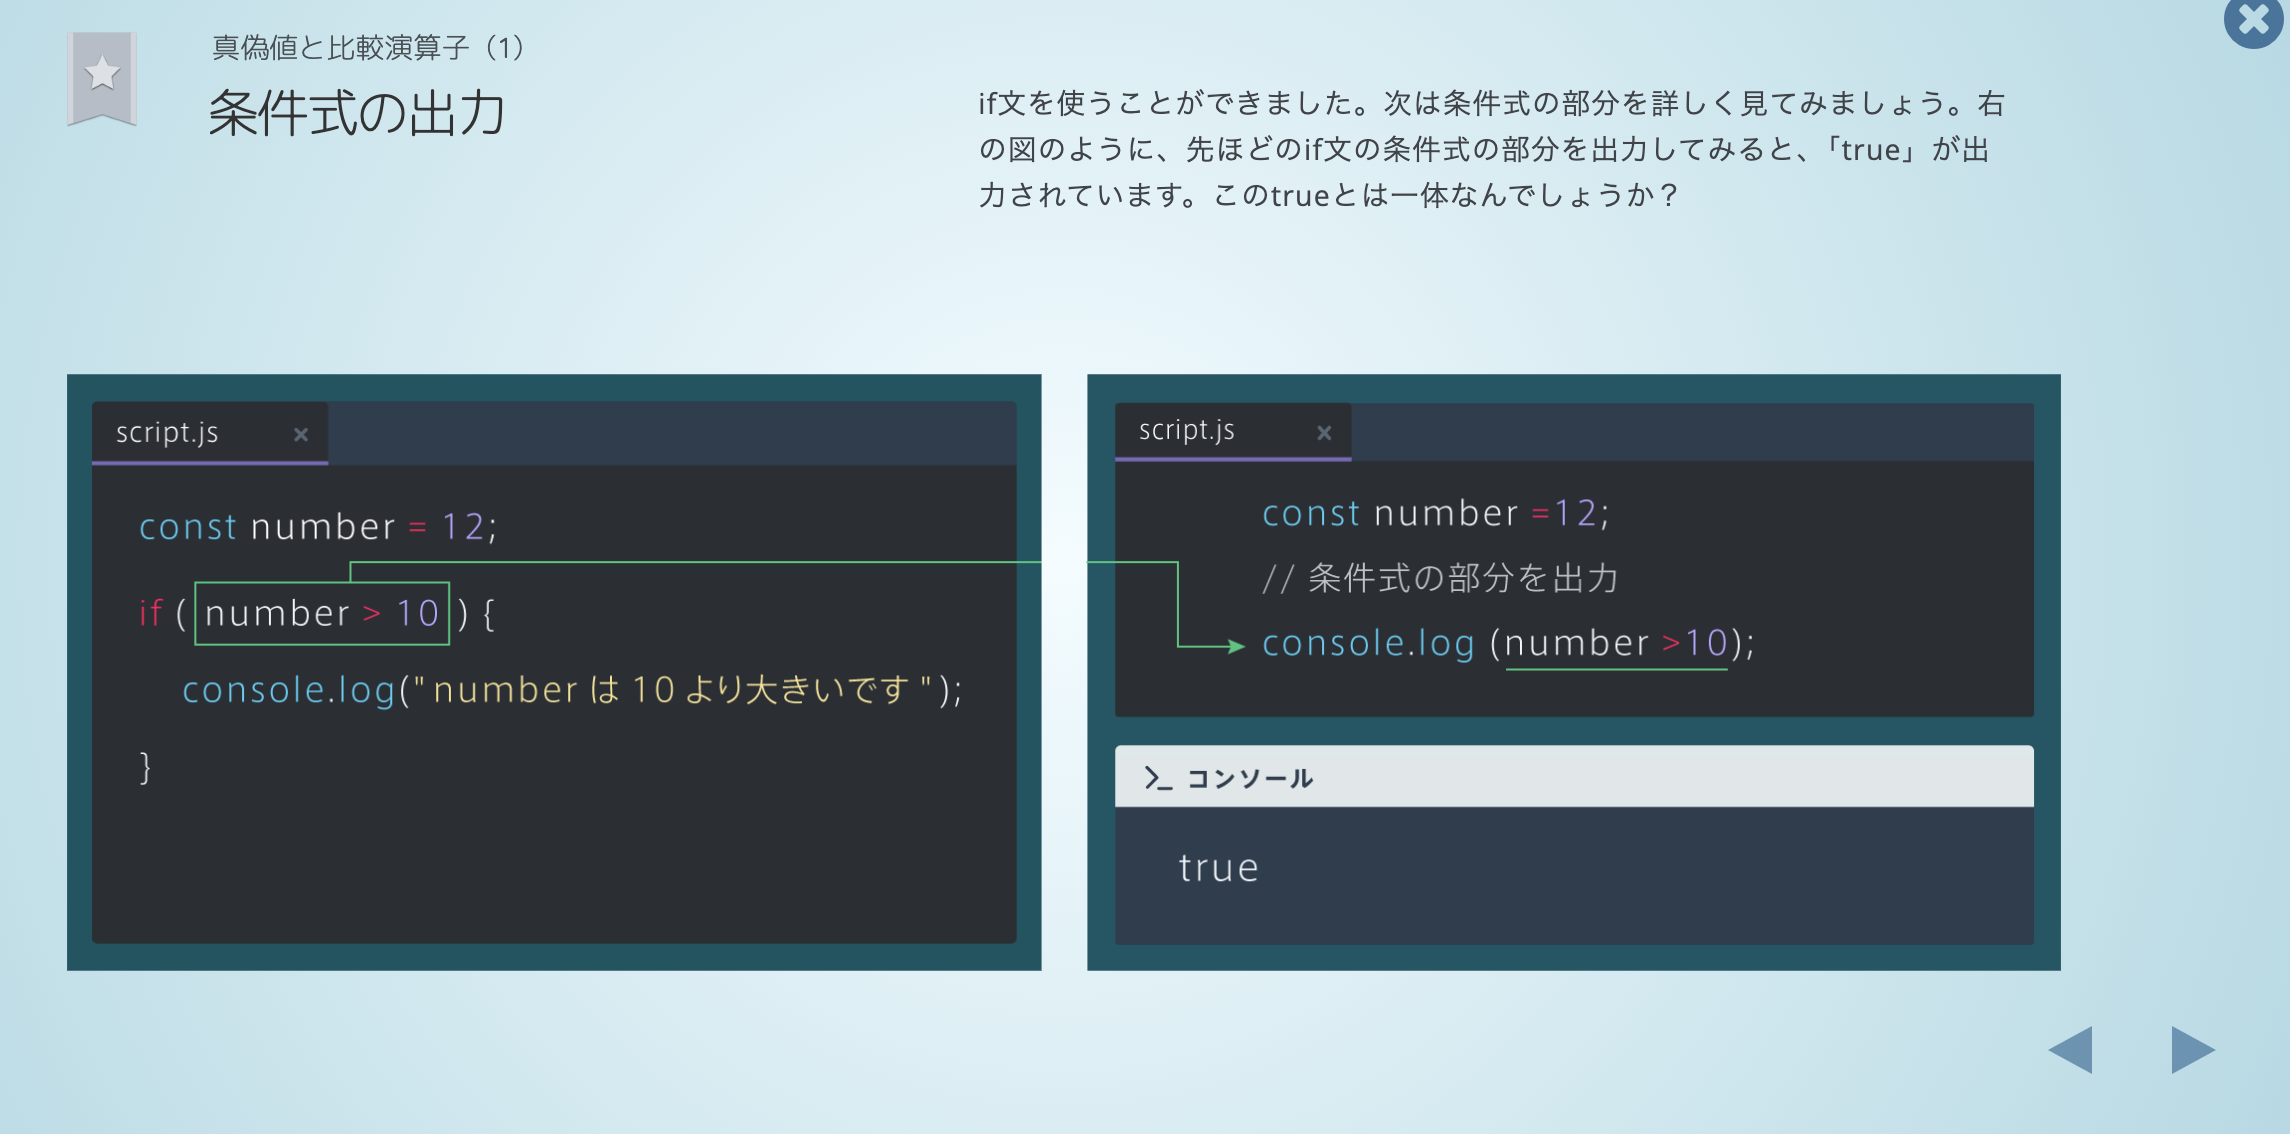 真偽値と比較演算子（1）
条件式の出力
if文を使うことができました。次は条件式の部分を詳しく見てみましょう。右
の図のように、先ほどのif文の条件式の部分を出力してみると、「true」が出
力されています。このtrueとは一体なんでしょうか？
script.js
const number = 12;
if ( number > 10 ) {
console.log("number は 10 より大きいです");
}
script.js
const number =12;
// 条件式の部分を出力
console.log (number >10);
コンソール
true